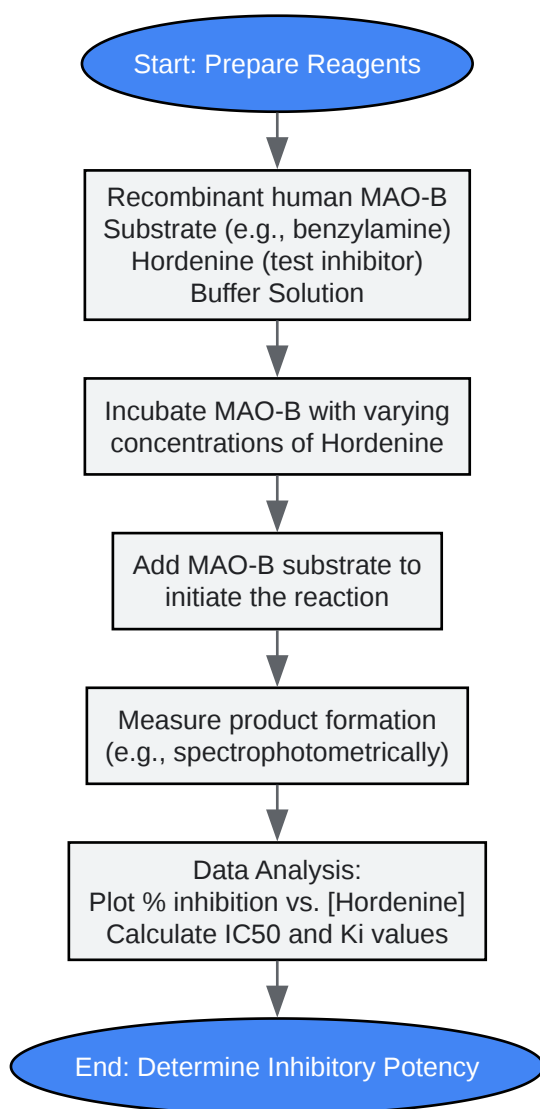 Start: Prepare Reagents
Recombinant human MAO-B
Substrate (e.g., benzylamine)
Hordenine (test inhibitor)
Buffer Solution
Incubate MAO-B with varying
concentrations of Hordenine
Add MAO-B substrate to
initiate the reaction
Measure product formation
(e.g., spectrophotometrically)
Data Analysis:
Plot % inhibition vs. [Hordenine]
Calculate IC50 and Ki values
End: Determine Inhibitory Potency